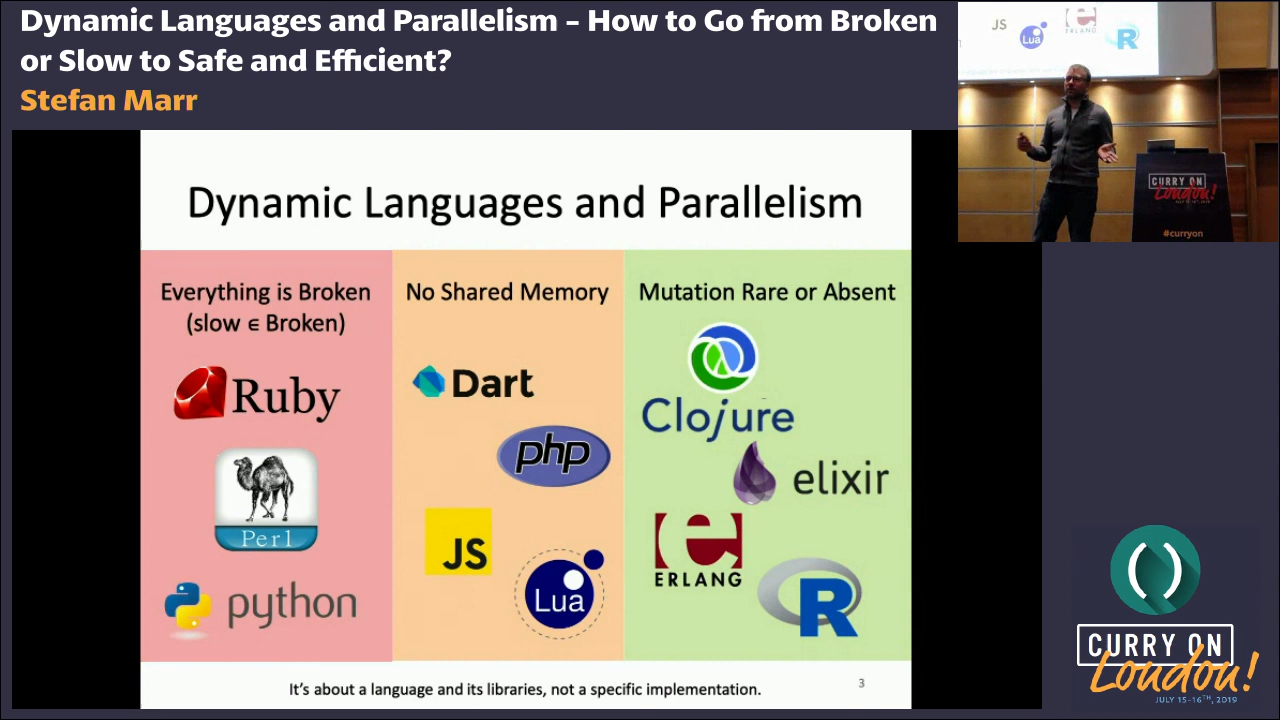 Dynamic Languages and Parallelism – How to Go from Broken
or Slow to Safe and Efficient?
Stefan Marr
JS
Lua
ERLANG
R
CURRY ON
London!
#curryon
Dynamic Languages and Parallelism
Everything is Broken
(slow ∈ Broken)
Ruby
Perl
python
No Shared Memory
Dart
php
JS
Lua
Mutation Rare or Absent
Clojure
elixir
e
ERLANG
R
It's about a language and its libraries, not a specific implementation.
3
CURRY ON
London!
JULY 15-16TH, 2019